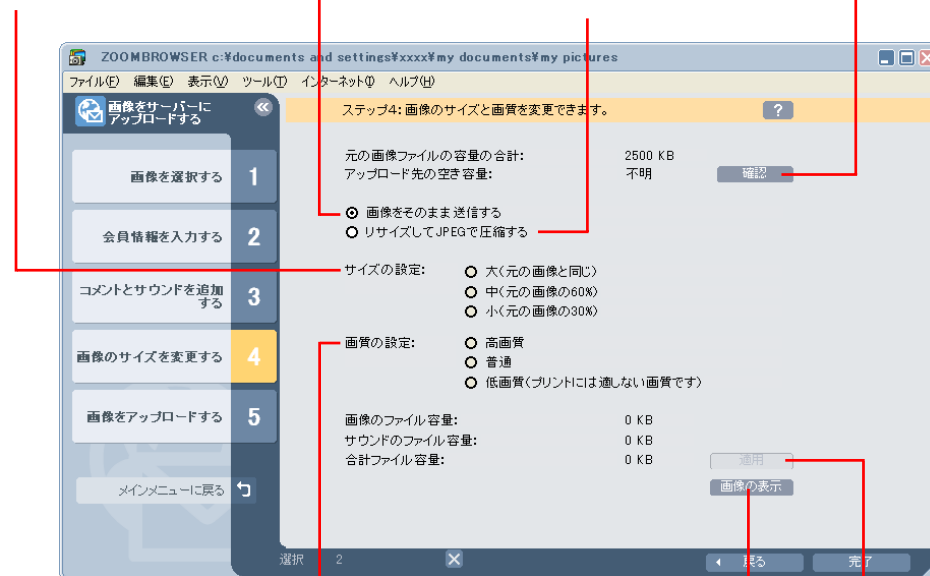 ZOOMBROWSER c:¥documents and settings¥xxxx¥my documents¥my pictures
ファイル(F) 編集(E) 表示(V) ツール(T) インターネット(I) ヘルプ(H)
画像をサーバーに
アップロードする
«
ステップ4: 画像のサイズと画質を変更できます。
?
画像を選択する 1
会員情報を入力する 2
コメントとサウンドを追加
する 3
画像のサイズを変更する 4
画像をアップロードする 5
メインメニューに戻る
元の画像ファイルの容量の合計: 2500 KB
アップロード先の空き容量: 不明 確認
画像をそのまま送信する
リサイズしてJPEGで圧縮する
サイズの設定: 大(元の画像と同じ)
中(元の画像の60%)
小(元の画像の30%)
画質の設定: 高画質
普通
低画質(プリントには適しない画質です)
画像のファイル容量: 0 KB
サウンドのファイル容量: 0 KB
合計ファイル容量: 0 KB 適用
画像の表示
選択 2 戻る 完了